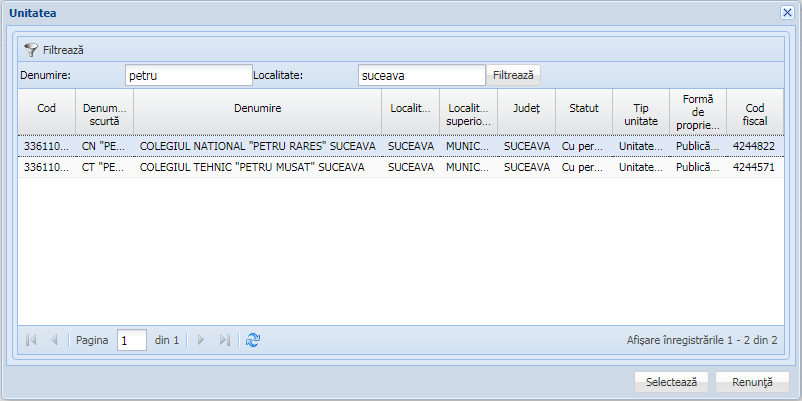 Unitatea
Filtrează
Denumire: petru Localitate: suceava Filtrează
Cod Denum... scurtă Denumire Localit... Localit... superio... Județ Statut Tip unitate Formă de proprie... Cod fiscal
336110... CN "PE... COLEGIUL NATIONAL "PETRU RARES" SUCEAVA SUCEAVA MUNIC... SUCEAVA Cu per... Unitate... Publică... 4244822
336110... CT "PE... COLEGIUL TEHNIC "PETRU MUSAT" SUCEAVA SUCEAVA MUNIC... SUCEAVA Cu per... Unitate... Publică... 4244571
Pagina 1 din 1 Afișare înregistrările 1 - 2 din 2
Selectează Renunță